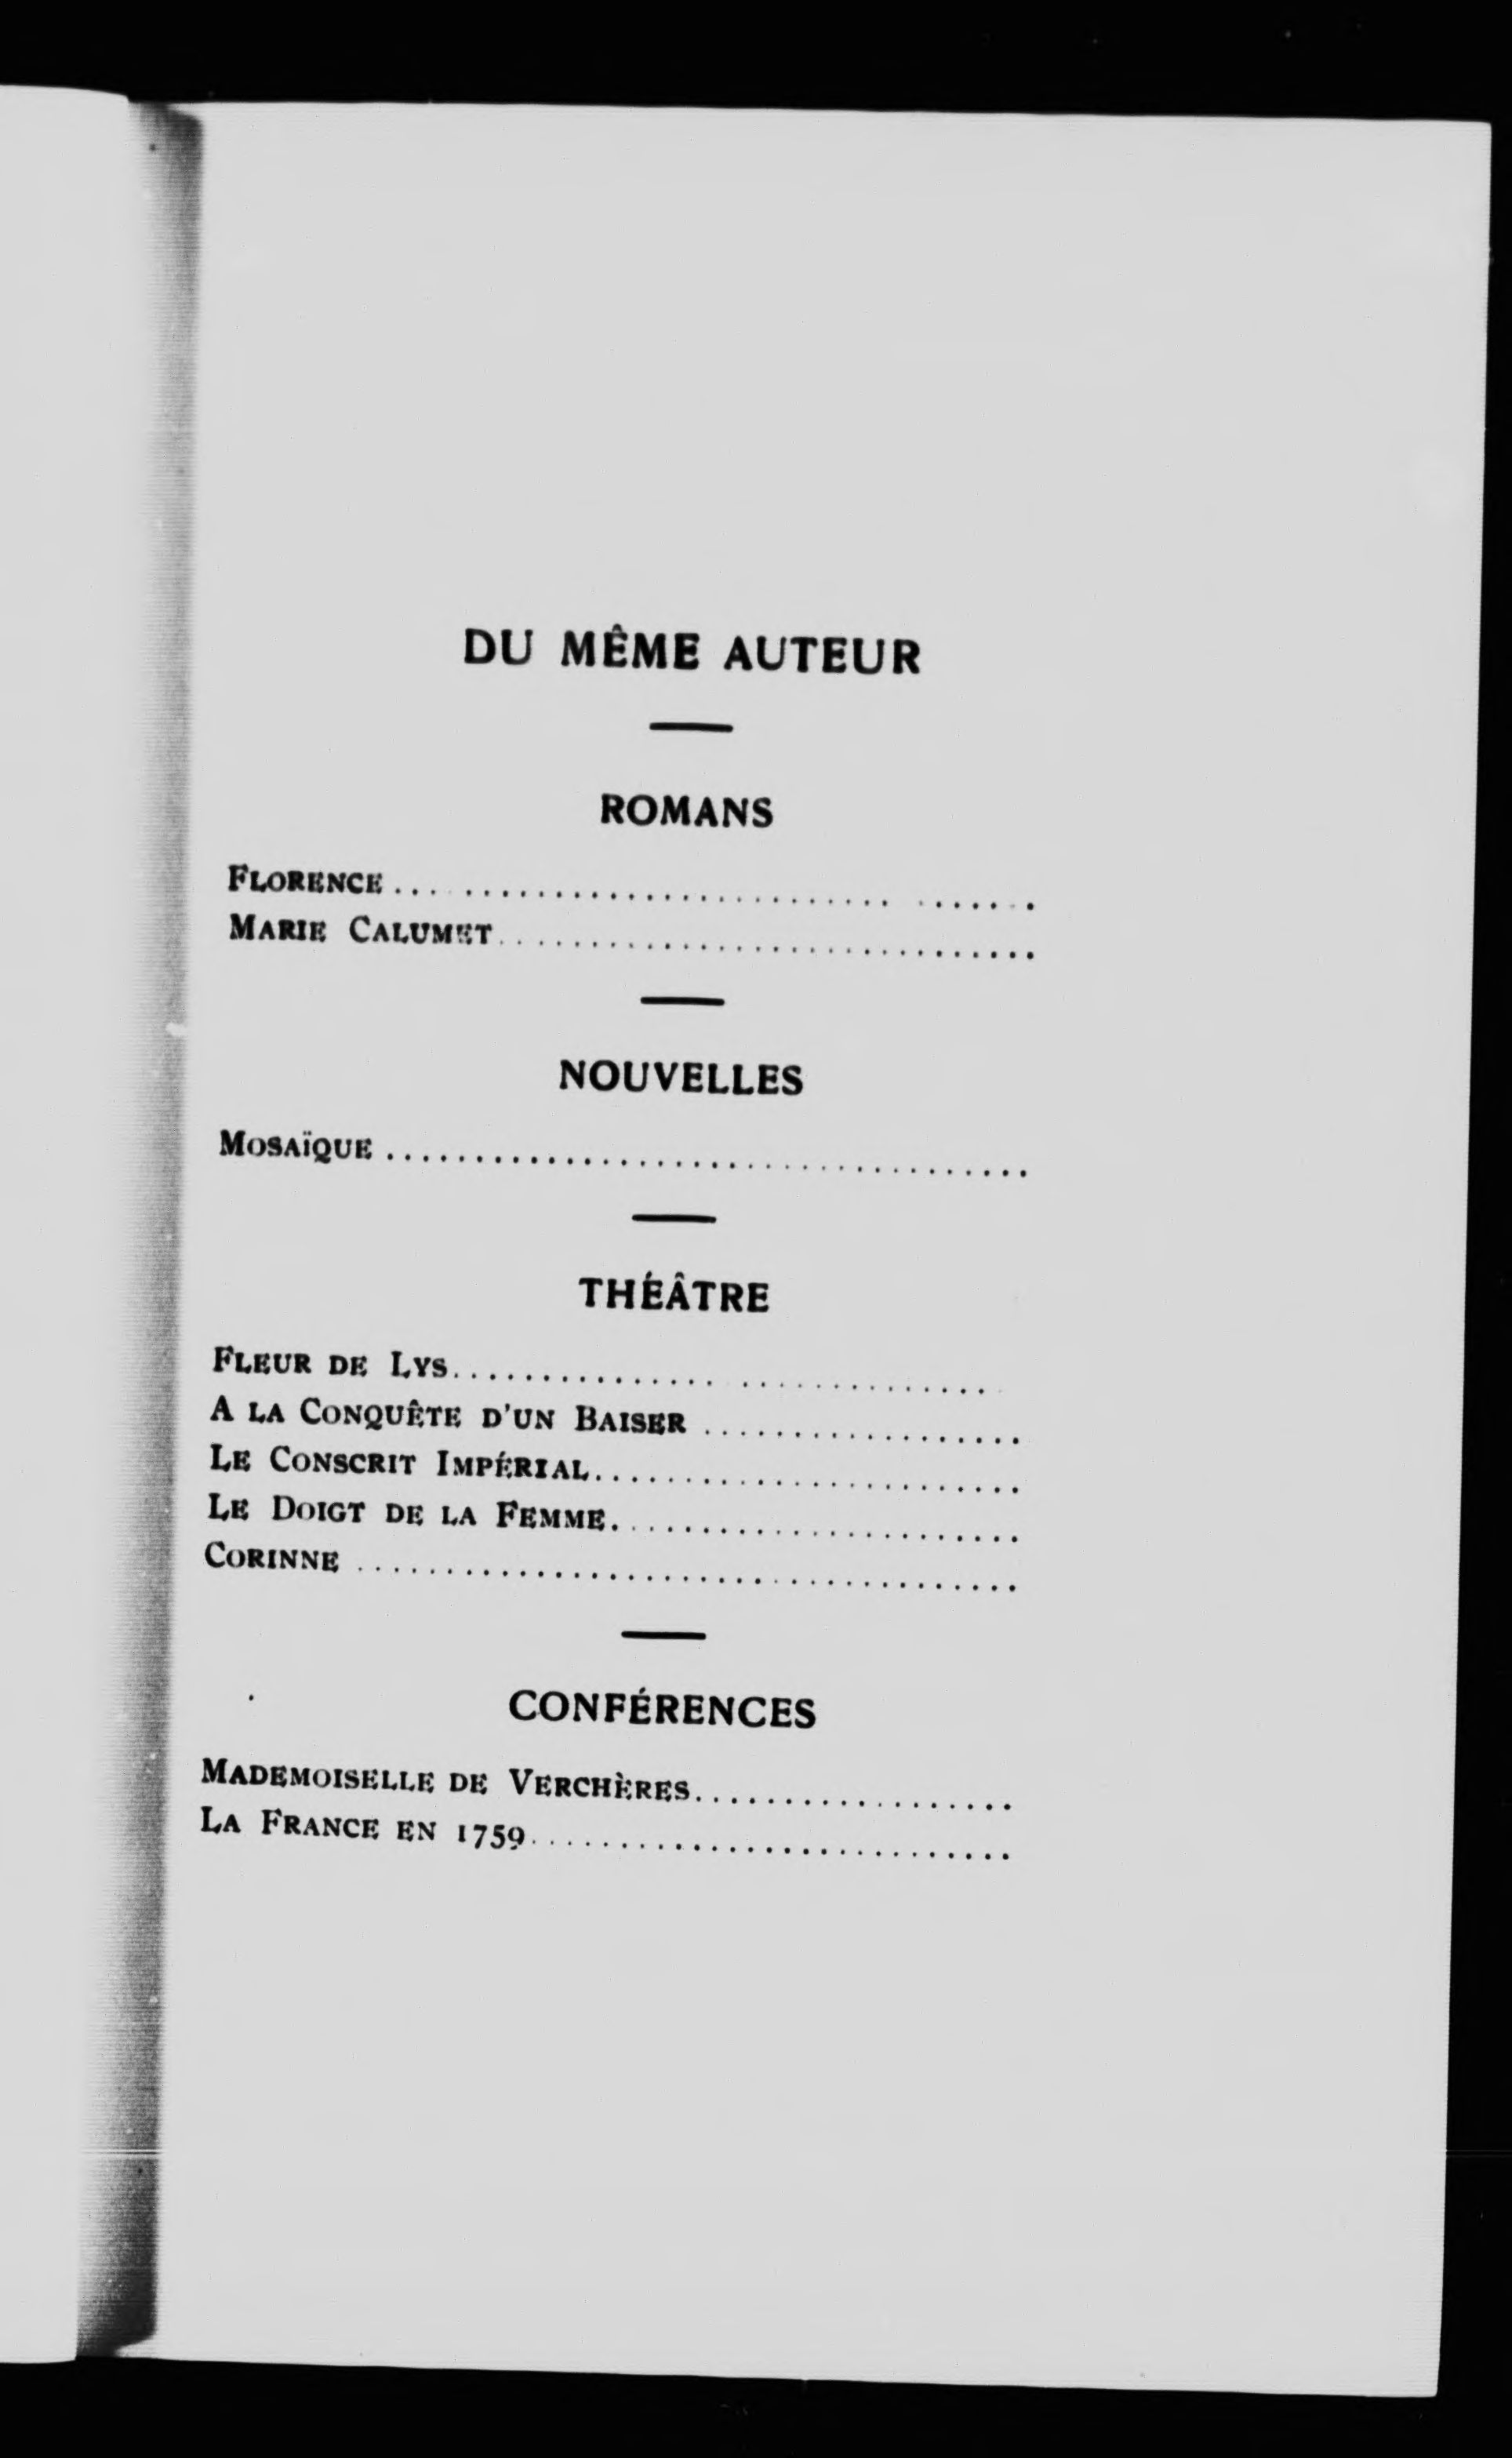 DU MÊME AUTEUR
ROMANS
FLORENCE ... ........................ .......
MARIE CALUMET..............................
NOUVELLES
MOSAÏQUE ....................................
THÉÂTRE
FLEUR DE LYS............... ..............
A LA CONQUÊTE D'UN BAISER ..................
LE CONSCRIT IMPÉRIAL........................
LE DOIGT DE LA FEMME.......................
CORINNE .....................................
CONFÉRENCES
MADEMOISELLE DE VERCHÈRES..................
LA FRANCE EN 1759...........................